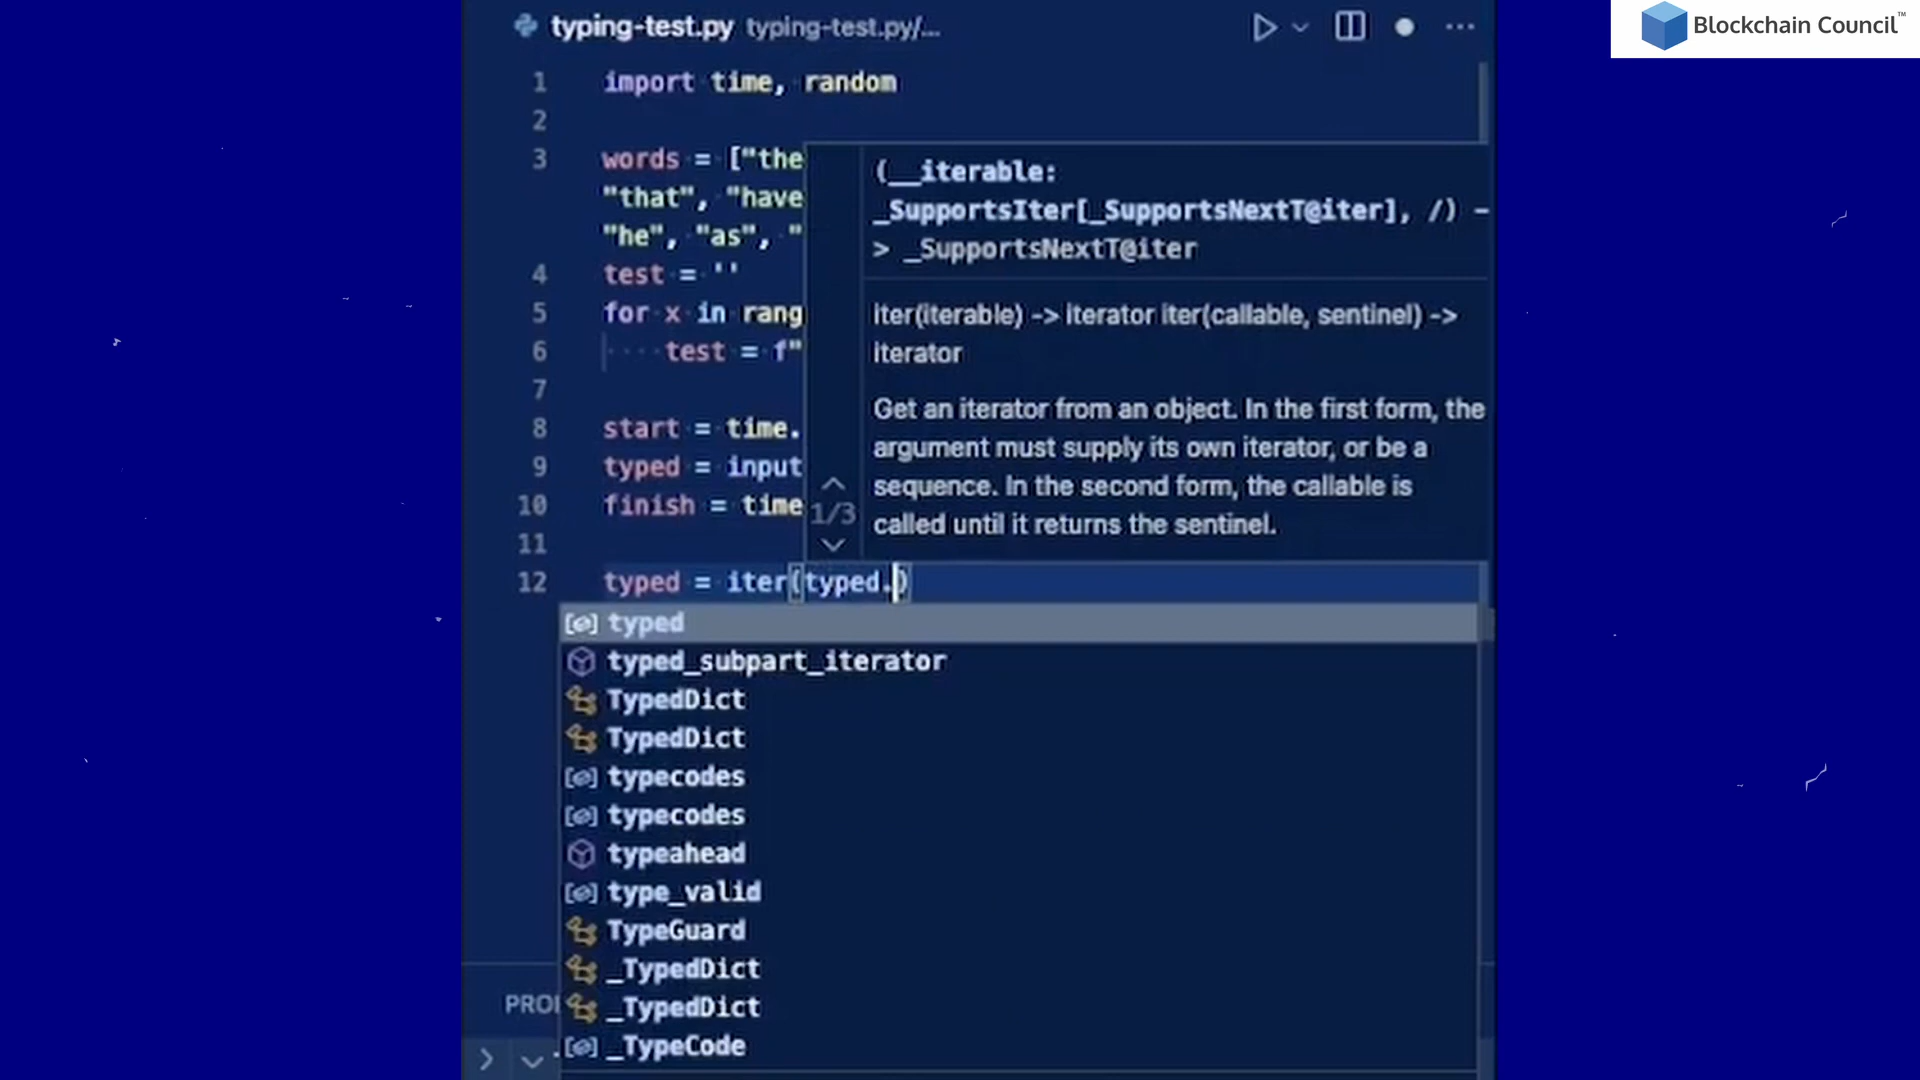 typing-test.py typing-test.py/...
Blockchain Council™
1 import time, random
2
3 words = ["the
"that", "have
"he", "as", "
4 test = ''
5 for x in rang
6 test = f"
7
8 start = time.
9 typed = input
10 finish = time
11
12 typed = iter(typed.)
(__iterable:
_SupportsIter[_SupportsNextT@iter], /) –
> _SupportsNextT@iter
iter(iterable) -> iterator iter(callable, sentinel) ->
iterator
Get an iterator from an object. In the first form, the
argument must supply its own iterator, or be a
sequence. In the second form, the callable is
called until it returns the sentinel.
1/3
typed
typed_subpart_iterator
TypedDict
TypedDict
typecodes
typecodes
typeahead
type_valid
TypeGuard
_TypedDict
_TypedDict
_TypeCode
PROI